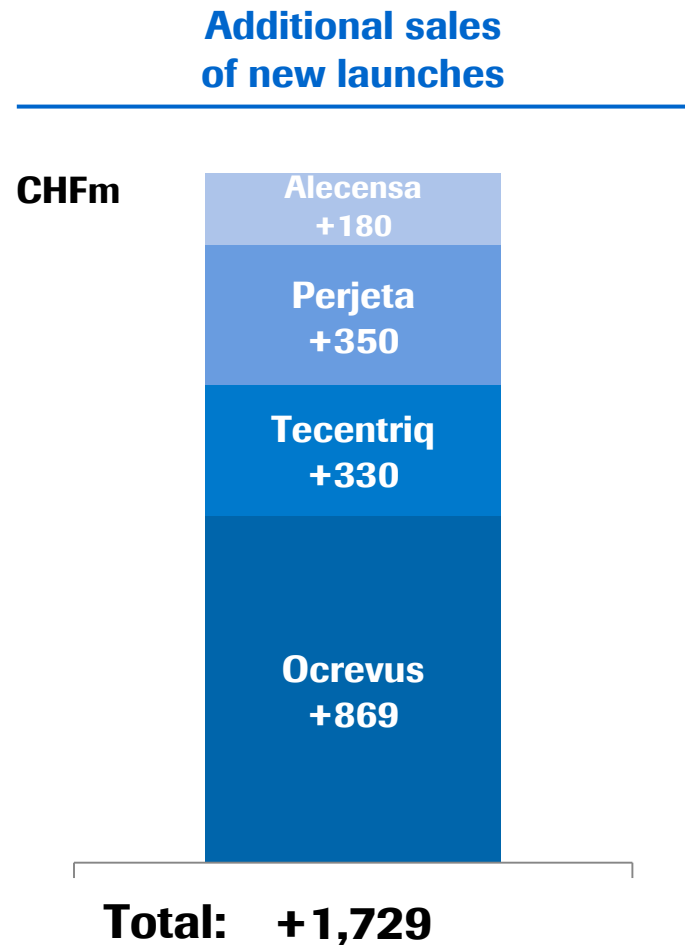 Additional sales
of new launches
CHFm
Alecensa
+180
Perjeta
+350
Tecentriq
+330
Ocrevus
+869
Total: +1,729